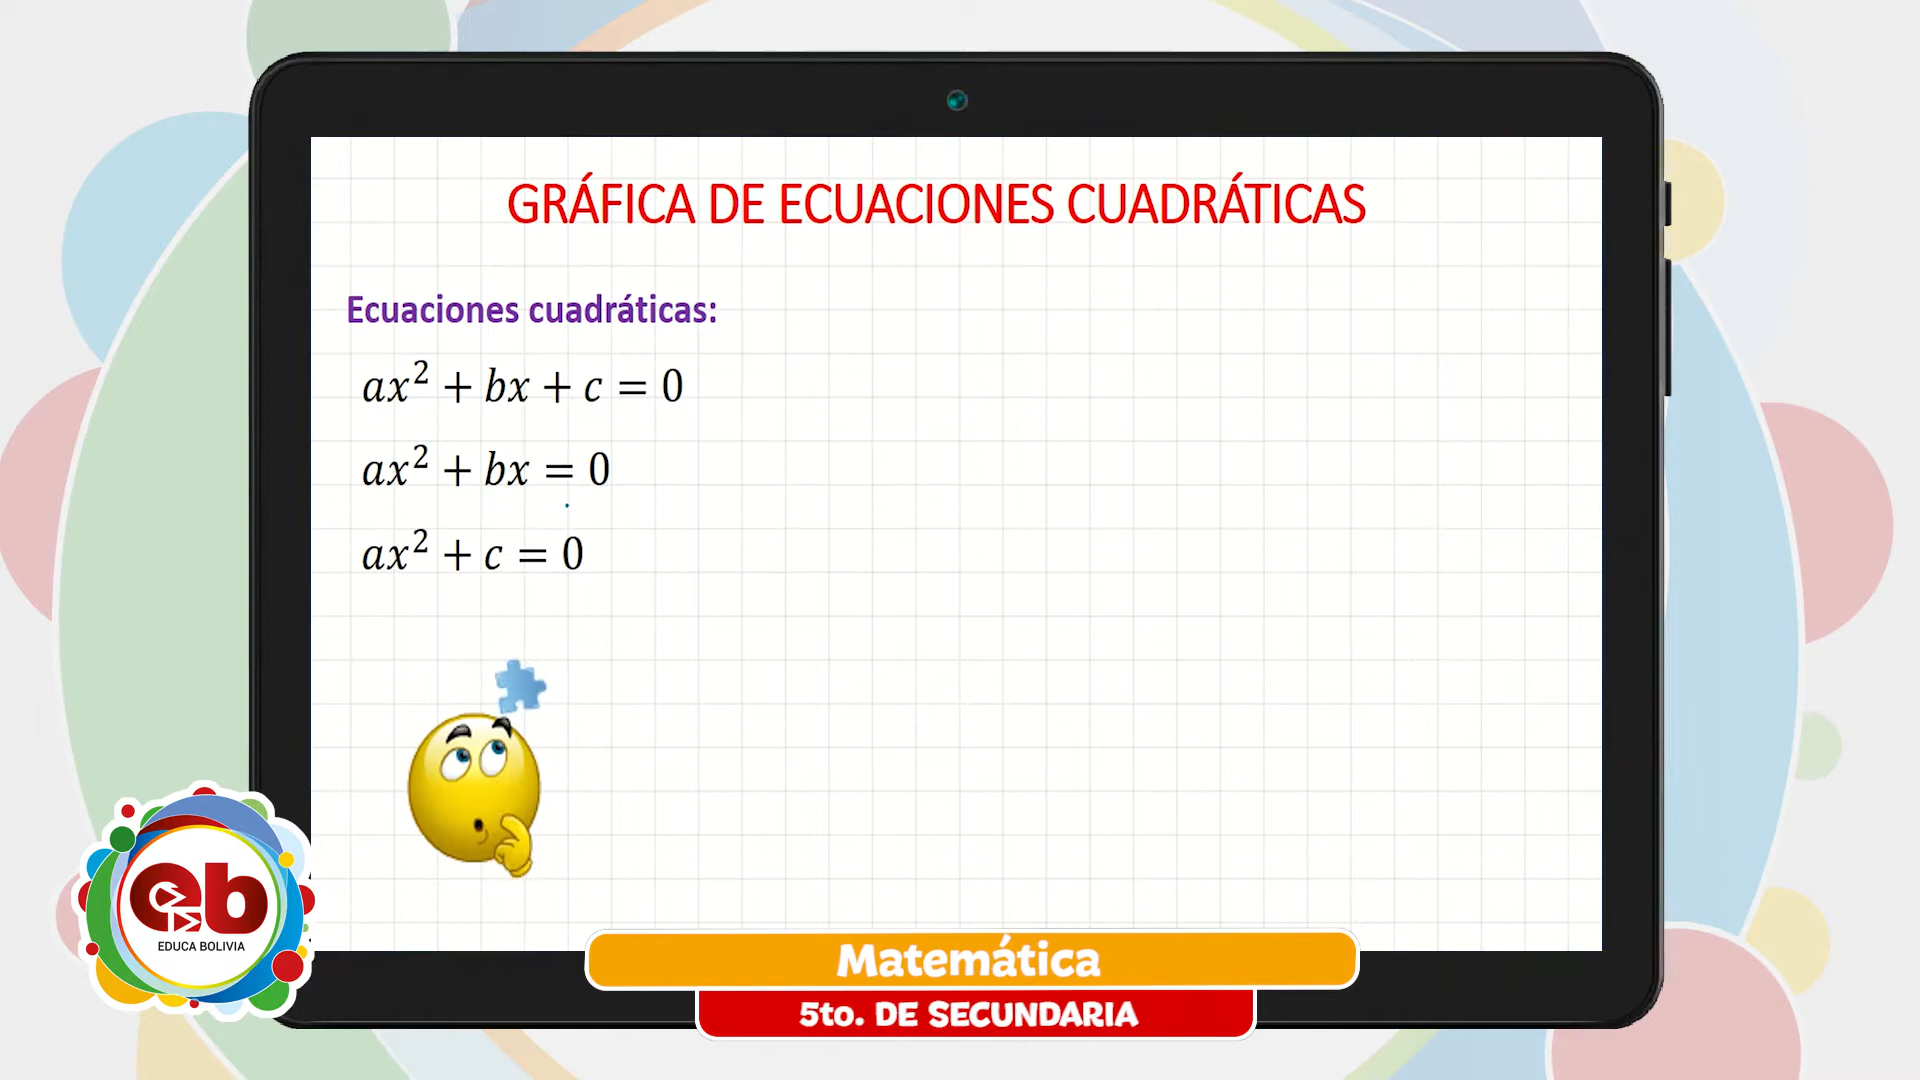 GRÁFICA DE ECUACIONES CUADRÁTICAS
Ecuaciones cuadráticas:
ax² + bx + c = 0
ax² + bx = 0
ax² + c = 0
eb
EDUCA BOLIVIA
Matemática
5to. DE SECUNDARIA